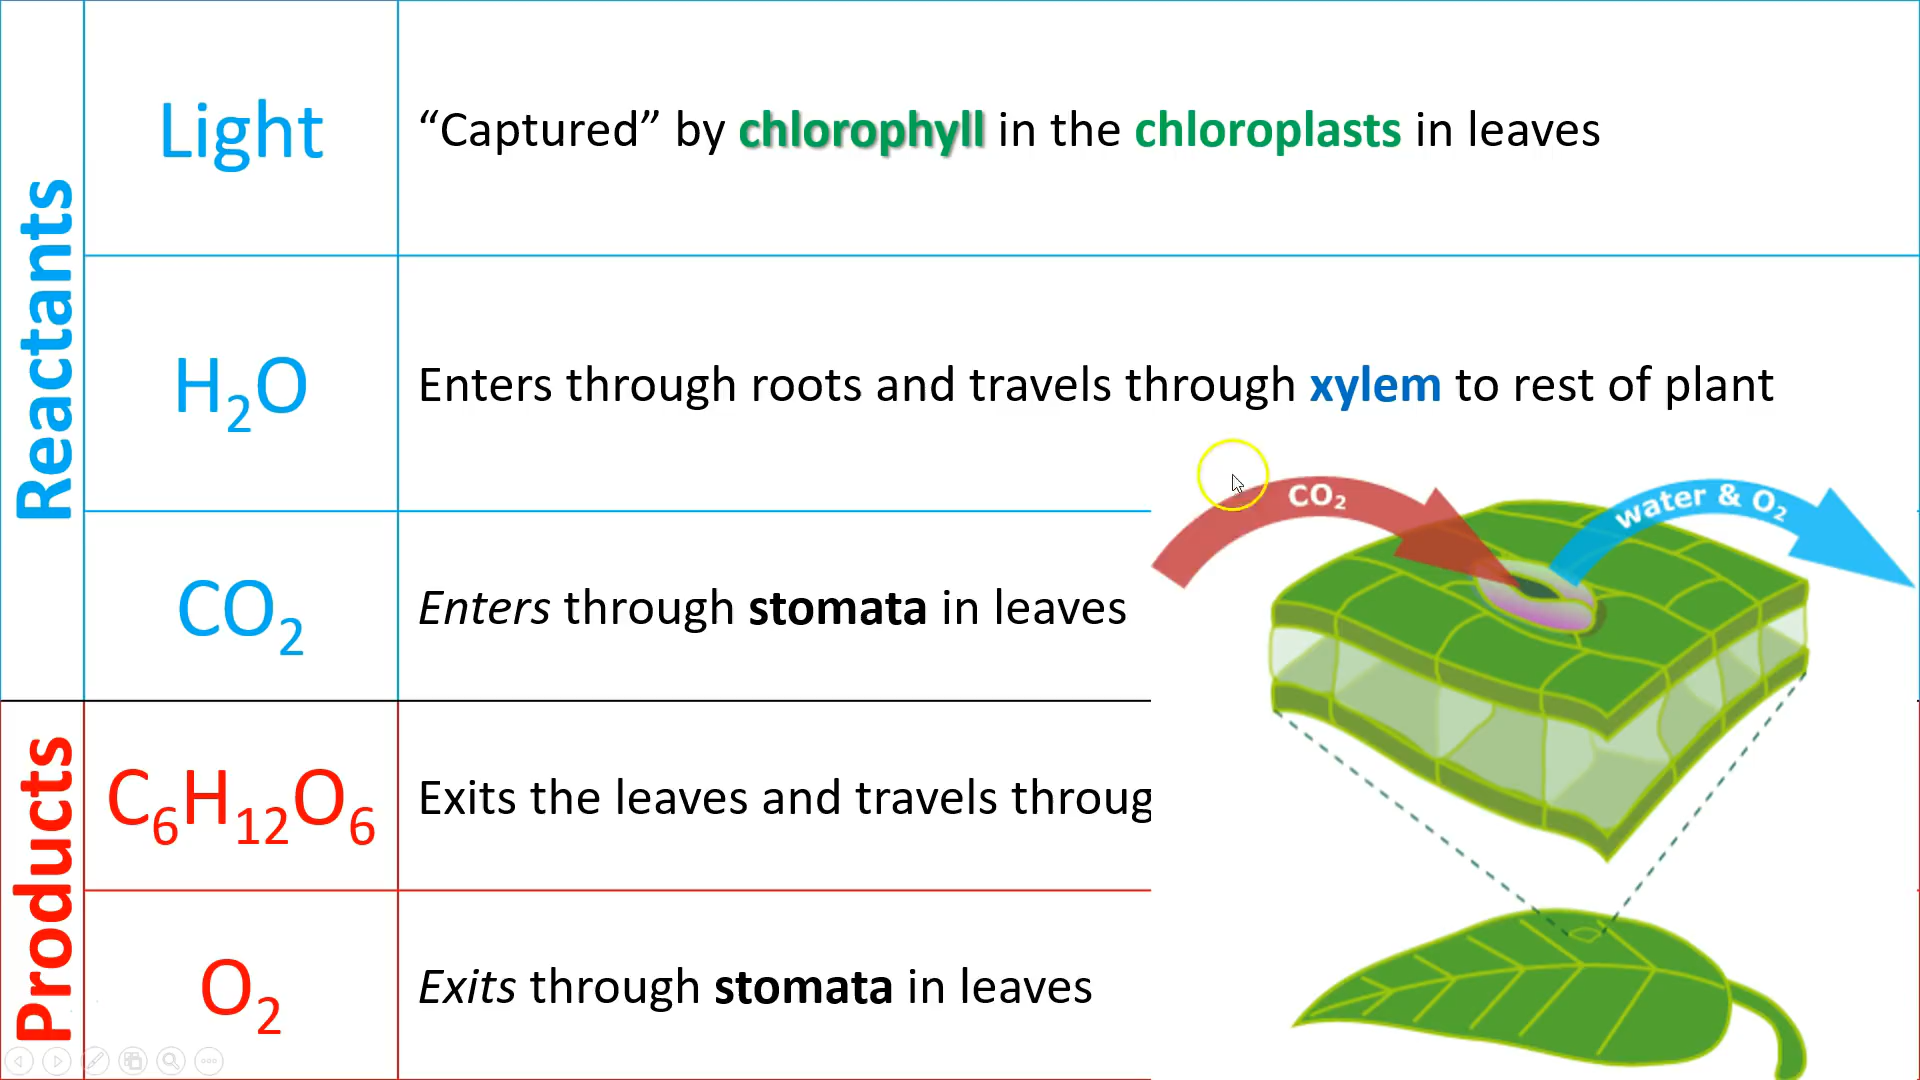 Reactants
Light
“Captured” by chlorophyll in the chloroplasts in leaves
H₂O
Enters through roots and travels through xylem to rest of plant
CO₂
Enters through stomata in leaves
CO₂
water & O₂
Products
C₆H₁₂O₆
Exits the leaves and travels throug
O₂
Exits through stomata in leaves